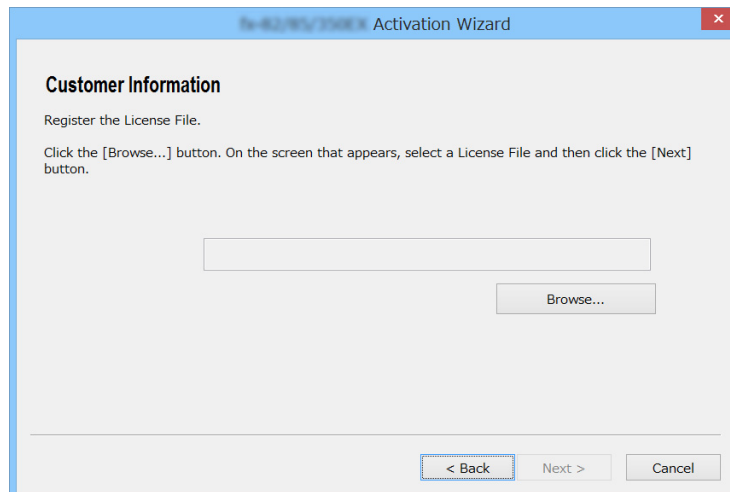 Activation Wizard
Customer Information
Register the License File.
Click the [Browse...] button. On the screen that appears, select a License File and then click the [Next]
button.
Browse...
< Back Next > Cancel